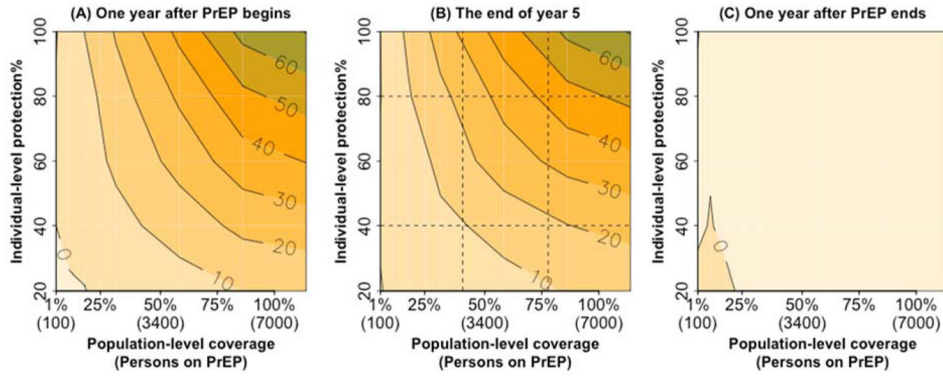 (A) One year after PrEP begins
Individual-level protection%
100
80
60
40
20
60
50
40
30
20
10
0
1% 25% 50% 75% 100%
(100) (3400) (7000)
Population-level coverage
(Persons on PrEP)
(B) The end of year 5
Individual-level protection%
100
80
60
40
20
60
50
40
30
20
10
1% 25% 50% 75% 100%
(100) (3400) (7000)
Population-level coverage
(Persons on PrEP)
(C) One year after PrEP ends
Individual-level protection%
100
80
60
40
20
0
1% 25% 50% 75% 100%
(100) (3400) (7000)
Population-level coverage
(Persons on PrEP)